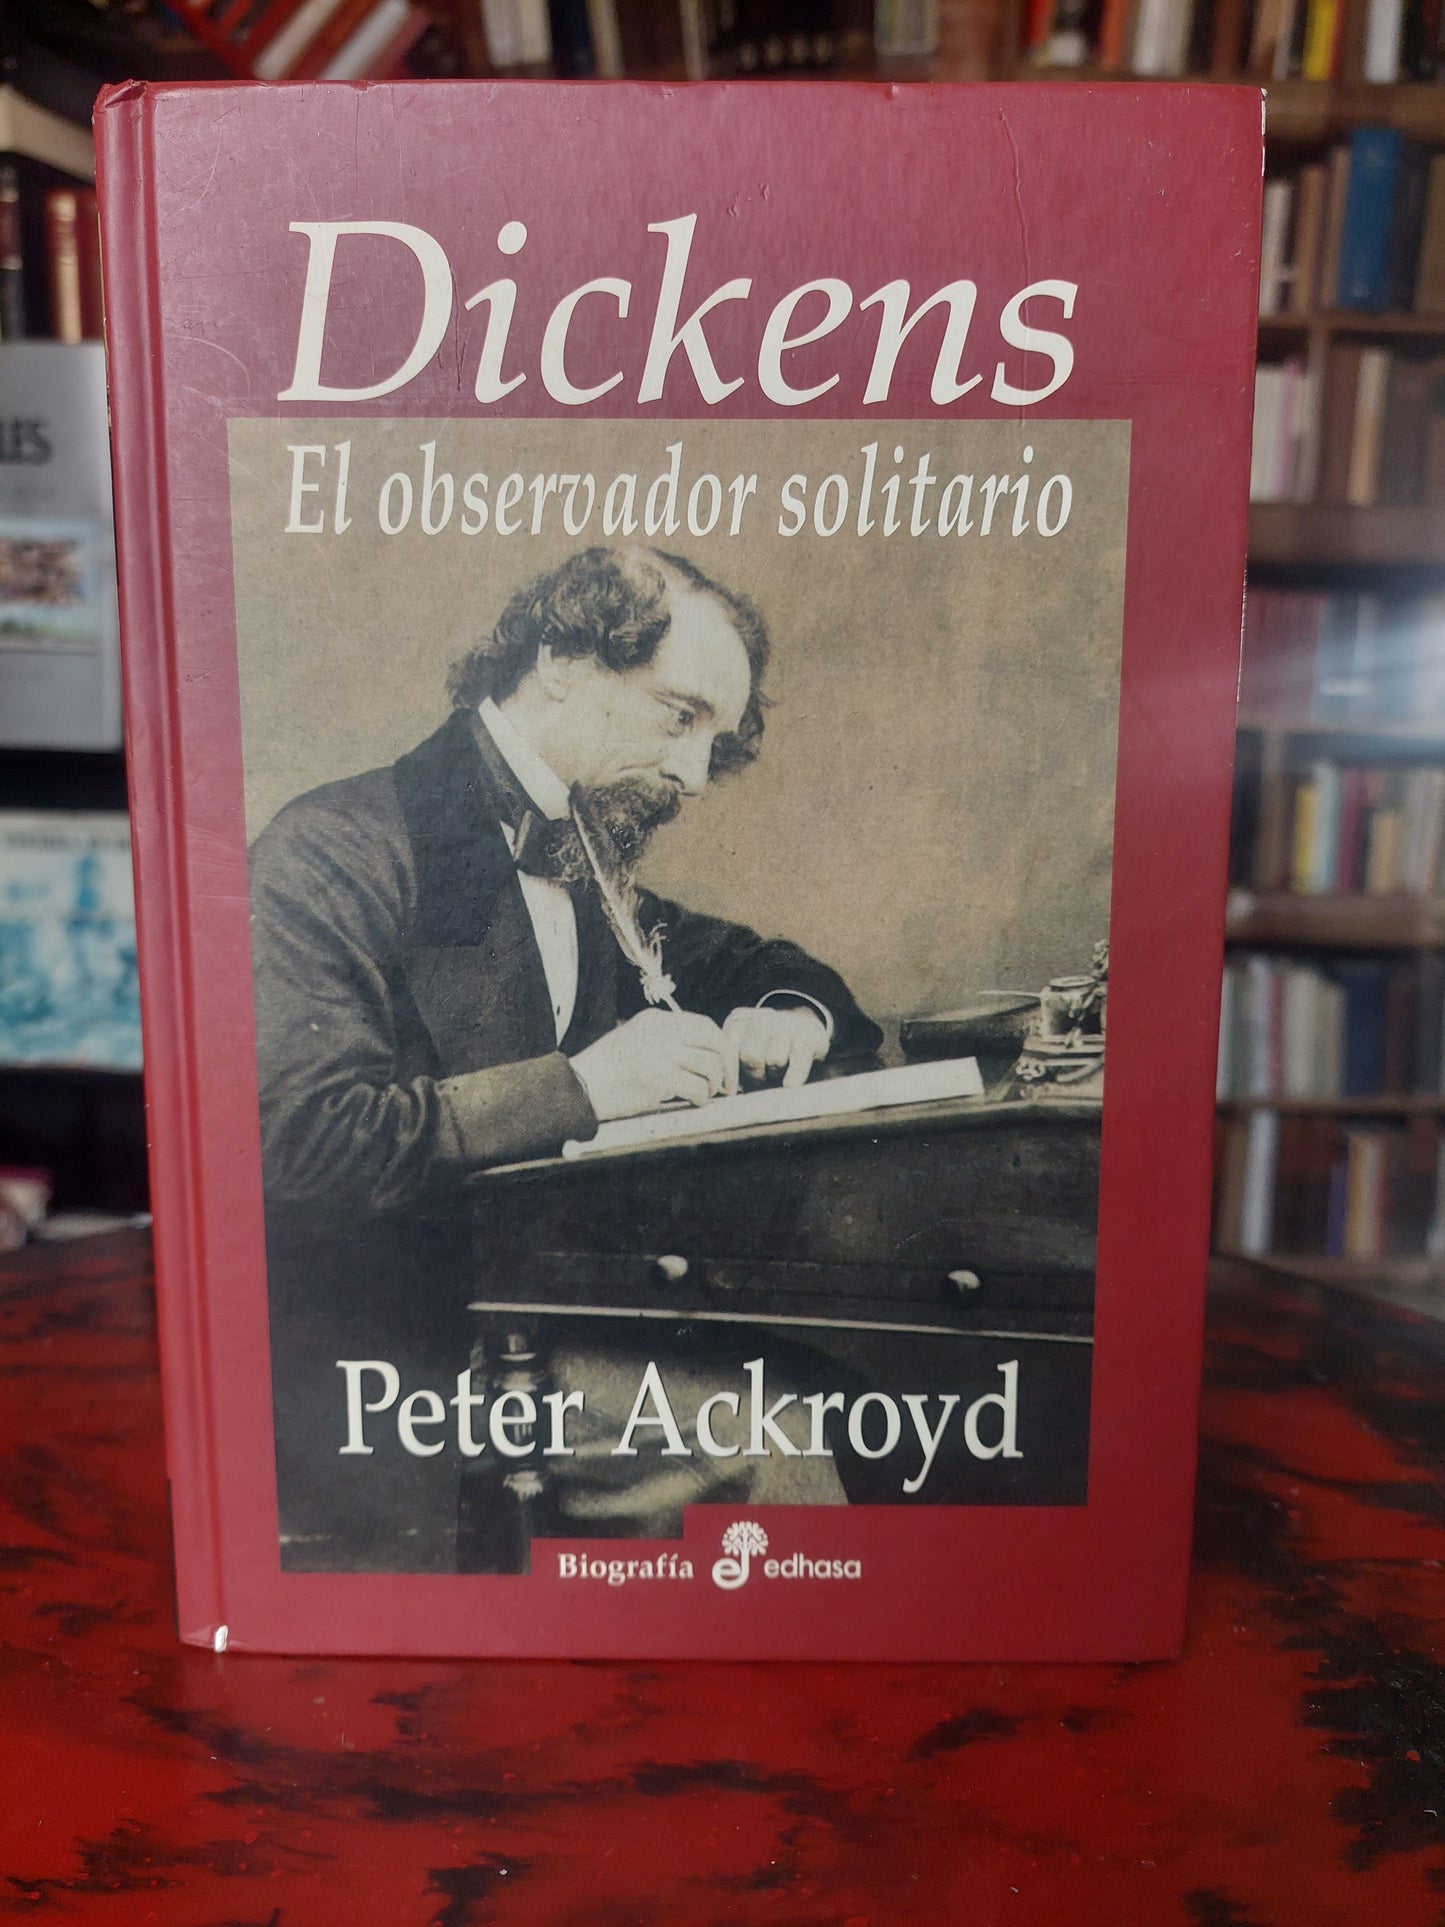 Dickens
El observador solitario
Peter Ackroyd
Biografía edhasa